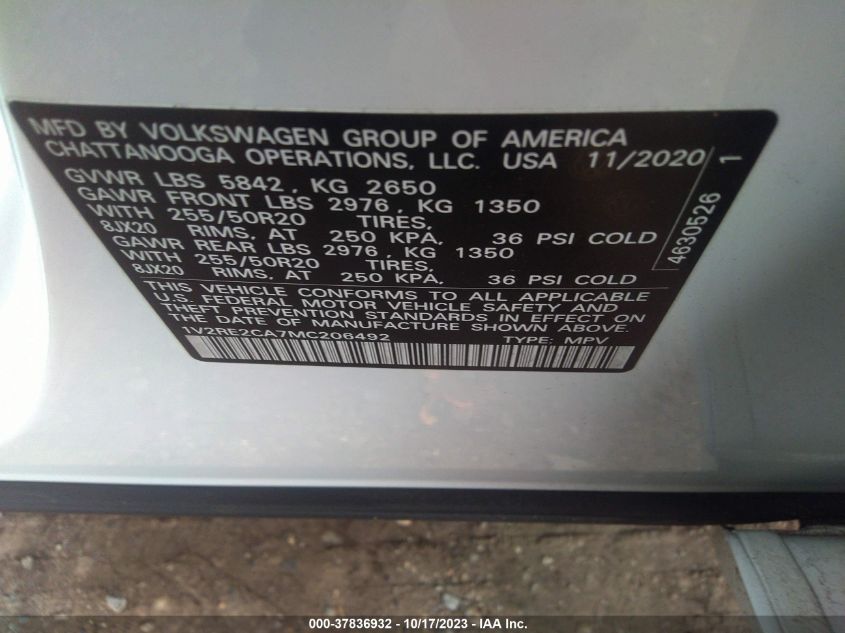 MFD BY VOLKSWAGEN GROUP OF AMERICA
CHATTANOOGA OPERATIONS, LLC. USA 11/2020
GVWR LBS 5842, KG 2650
GAWR FRONT LBS 2976, KG 1350
WITH 255/50R20 TIRES,
8JX20 RIMS, AT 250 KPA, 36 PSI COLD
GAWR REAR LBS 2976, KG 1350
WITH 255/50R20 TIRES,
8JX20 RIMS, AT 250 KPA, 36 PSI COLD
THIS VEHICLE CONFORMS TO ALL APPLICABLE
U.S. FEDERAL MOTOR VEHICLE SAFETY AND
THEFT PREVENTION STANDARDS IN EFFECT ON
THE DATE OF MANUFACTURE SHOWN ABOVE.
1V2RE2CA7MC206492 TYPE: MPV
4630526 1
000-37836932 - 10/17/2023 - IAA Inc.